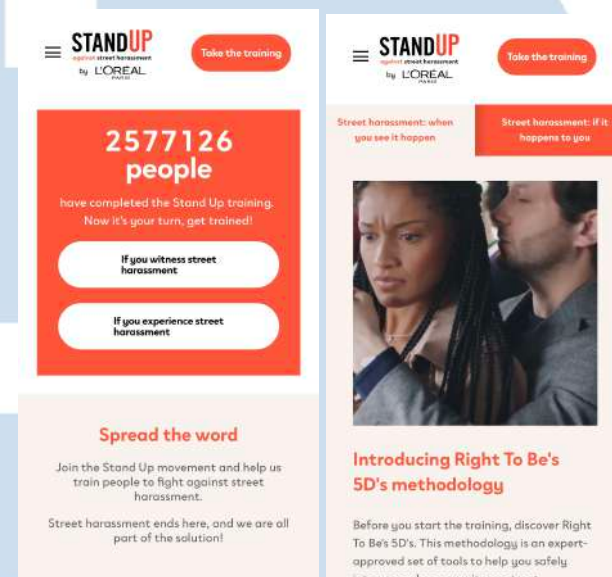 STANDUP
against street harassment
by L'ORÉAL
PARIS
Take the training
2577126
people
have completed the Stand Up training.
Now it's your turn, get trained!
If you witness street
harassment
If you experience street
harassment
Spread the word
Join the Stand Up movement and help us
train people to fight against street
harassment.
Street harassment ends here, and we are all
part of the solution!
STANDUP
against street harassment
by L'ORÉAL
PARIS
Take the training
Street harassment: when
you see it happen
Street harassment: if it
happens to you
Introducing Right To Be's
5D's methodology
Before you start the training, discover Right
To Be's 5D's. This methodology is an expert-
approved set of tools to help you safely